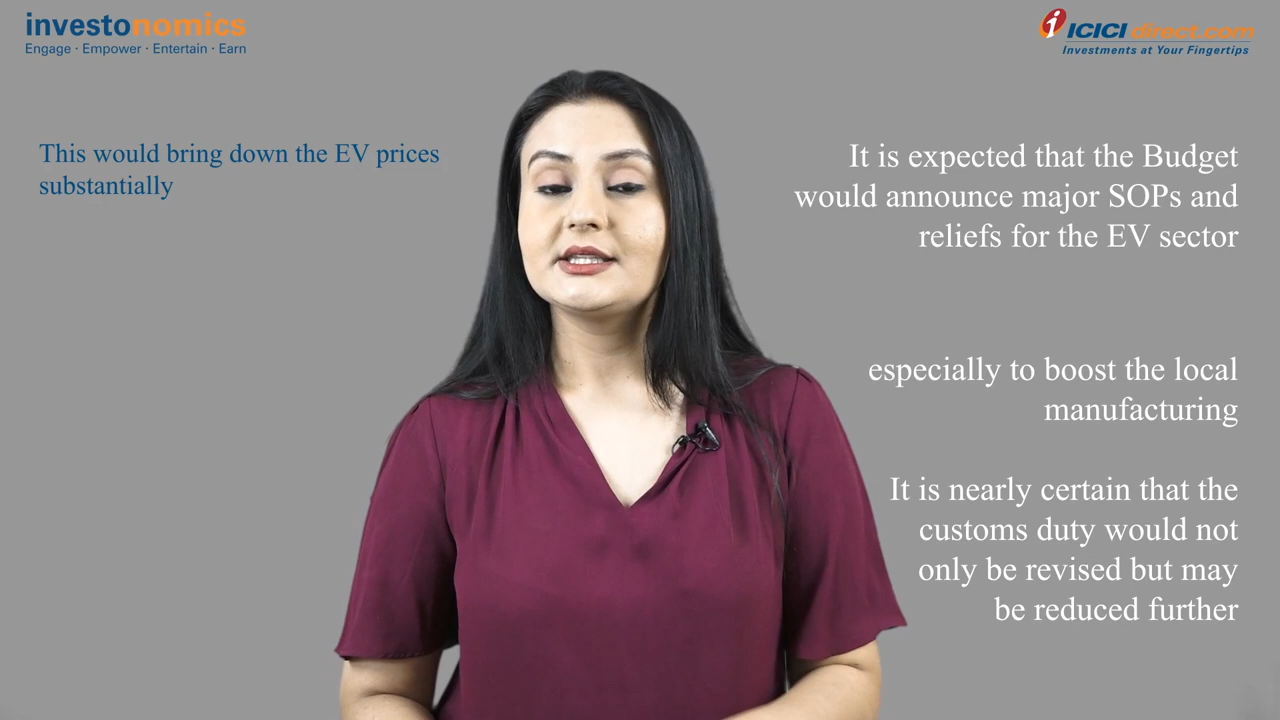 investonomics
Engage · Empower · Entertain · Earn
i ICICI direct.com
Investments at Your Fingertips
This would bring down the EV prices
substantially
It is expected that the Budget
would announce major SOPs and
reliefs for the EV sector
especially to boost the local
manufacturing
It is nearly certain that the
customs duty would not
only be revised but may
be reduced further